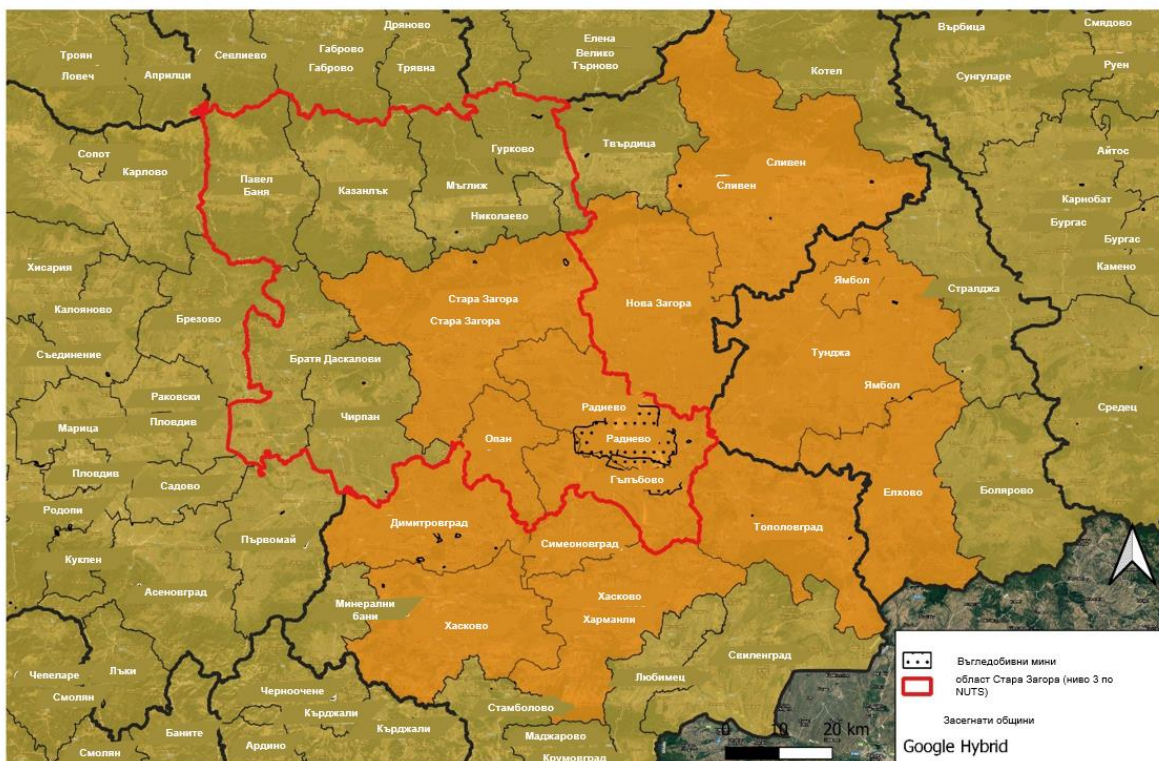 Дряново
Върбица
Смядово
Троян
Севлиево
Габрово
Елена
Ловеч
Априлци
Габрово
Трявна
Велико
Търново
Котел
Сунгуларе
Руен
Сопот
Карлово
Гурково
Твърдица
Айтос
Павел
Баня
Казанлък
Мъглиж
Сливен
Сливен
Николаево
Карнобат
Бургас
Бургас
Хисария
Ямбол
Камено
Калояново
Стара Загора
Нова Загора
Стралджа
Брезово
Стара Загора
Съединение
Братя Даскалови
Тунджа
Ямбол
Раковски
Раднево
Средец
Марица
Пловдив
Чирпан
Опан
Раднево
Пловдив
Садово
Гълъбово
Болярово
Родопи
Димитровград
Елхово
Първомай
Симеоновград
Тополовград
Куклен
Асеновград
Минерални
бани
Хасково
Хасково
Харманли
Свиленград
Любимец
Лъки
Чепеларе
Смолян
Черноочене
Стамболово
Кърджали
Кърджали
Баните
Маджарово
Ардино
Смолян
Крумовград
0 10 20 km
Въгледобивни мини
област Стара Загора (ниво 3 по
NUTS)
Засегнати общини
Google Hybrid